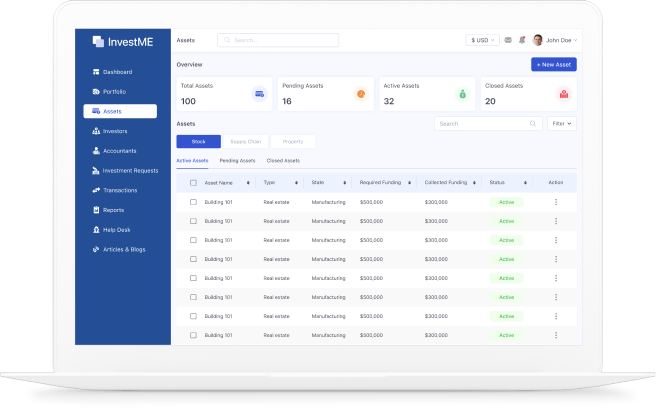 InvestME
Assets
Search...
$ USD
John Doe
Dashboard
Portfolio
Assets
Investors
Accountants
Investment Requests
Transactions
Reports
Help Desk
Articles & Blogs
Overview
+ New Asset
Total Assets
100
Pending Assets
16
Active Assets
32
Closed Assets
20
Assets
Search
Filter
Stock
Supply Chain
Property
Active Assets Pending Assets Closed Assets
Asset Name Type State Required Funding Collected Funding Status Action
Building 101 Real estate Manufacturing $500,000 $300,000 Active
Building 101 Real estate Manufacturing $500,000 $300,000 Active
Building 101 Real estate Manufacturing $500,000 $300,000 Active
Building 101 Real estate Manufacturing $500,000 $300,000 Active
Building 101 Real estate Manufacturing $500,000 $300,000 Active
Building 101 Real estate Manufacturing $500,000 $300,000 Active
Building 101 Real estate Manufacturing $500,000 $300,000 Active
Building 101 Real estate Manufacturing $500,000 $300,000 Active